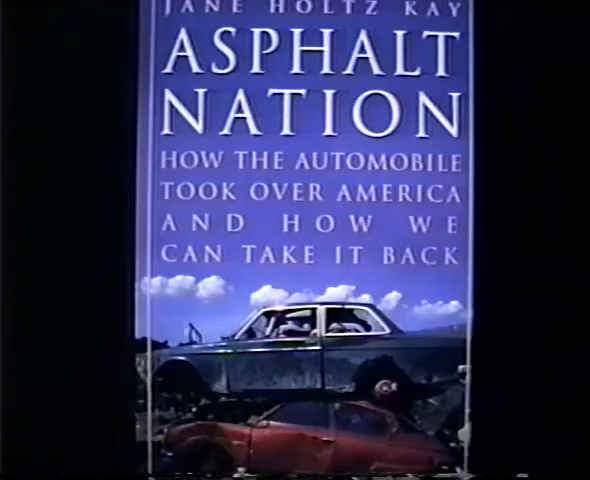 JANE HOLTZ KAY
ASPHALT
NATION
HOW THE AUTOMOBILE
TOOK OVER AMERICA
AND HOW WE
CAN TAKE IT BACK